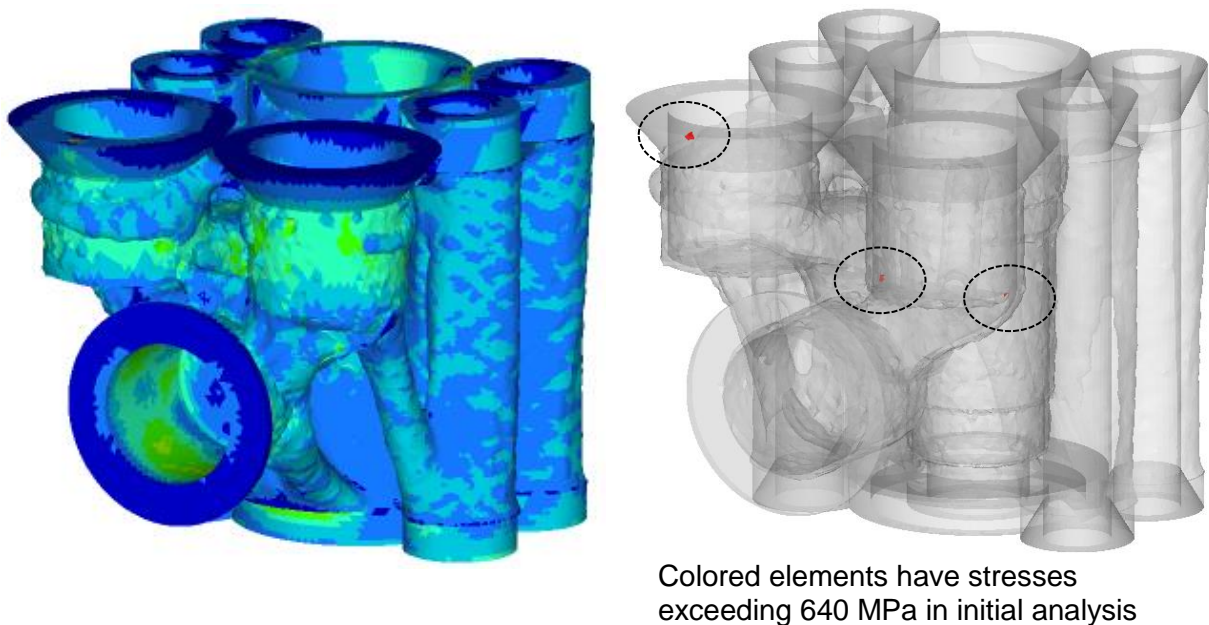 Colored elements have stresses
exceeding 640 MPa in initial analysis